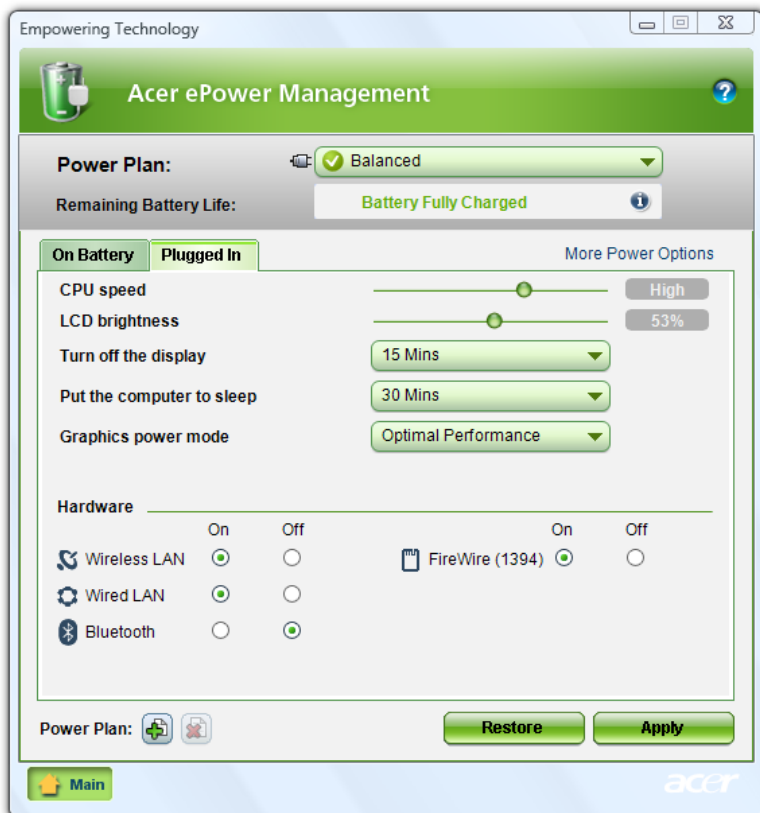 Empowering Technology
Acer ePower Management
Power Plan: Balanced
Remaining Battery Life: Battery Fully Charged
On Battery Plugged In More Power Options
CPU speed High
LCD brightness 53%
Turn off the display 15 Mins
Put the computer to sleep 30 Mins
Graphics power mode Optimal Performance
Hardware
On Off On Off
Wireless LAN FireWire (1394)
Wired LAN
Bluetooth
Power Plan: Restore Apply
Main acer